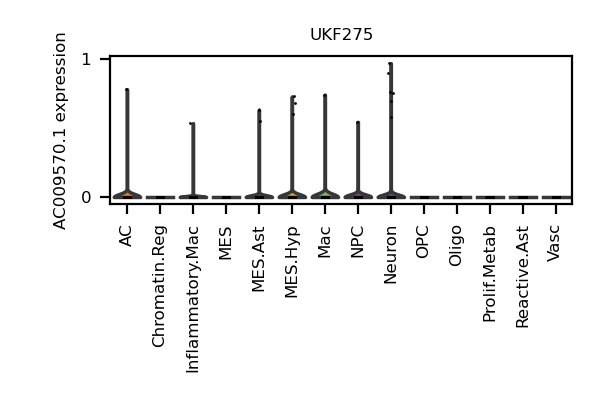 UKF275
AC009570.1 expression
1
0
AC
Chromatin.Reg
Inflammatory.Mac
MES
MES.Ast
MES.Hyp
Mac
NPC
Neuron
OPC
Oligo
Prolif.Metab
Reactive.Ast
Vasc